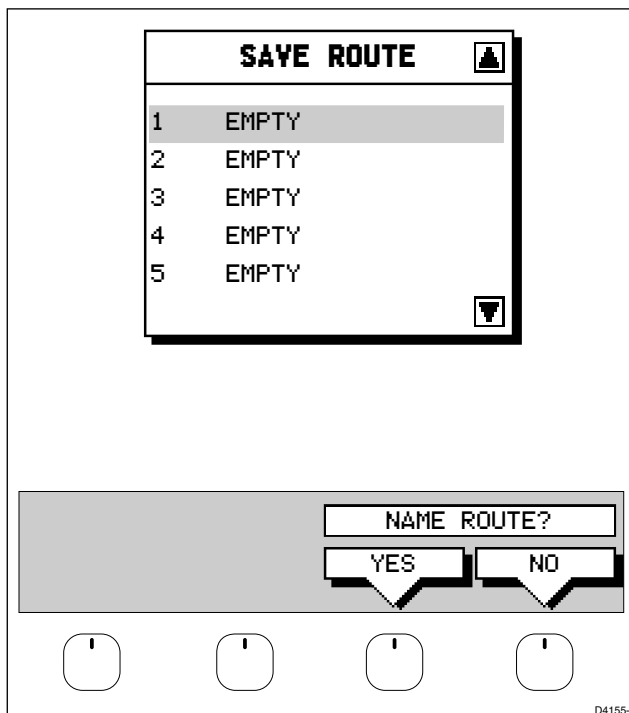 SAVE ROUTE
1 EMPTY
2 EMPTY
3 EMPTY
4 EMPTY
5 EMPTY
NAME ROUTE?
YES NO
D4155-